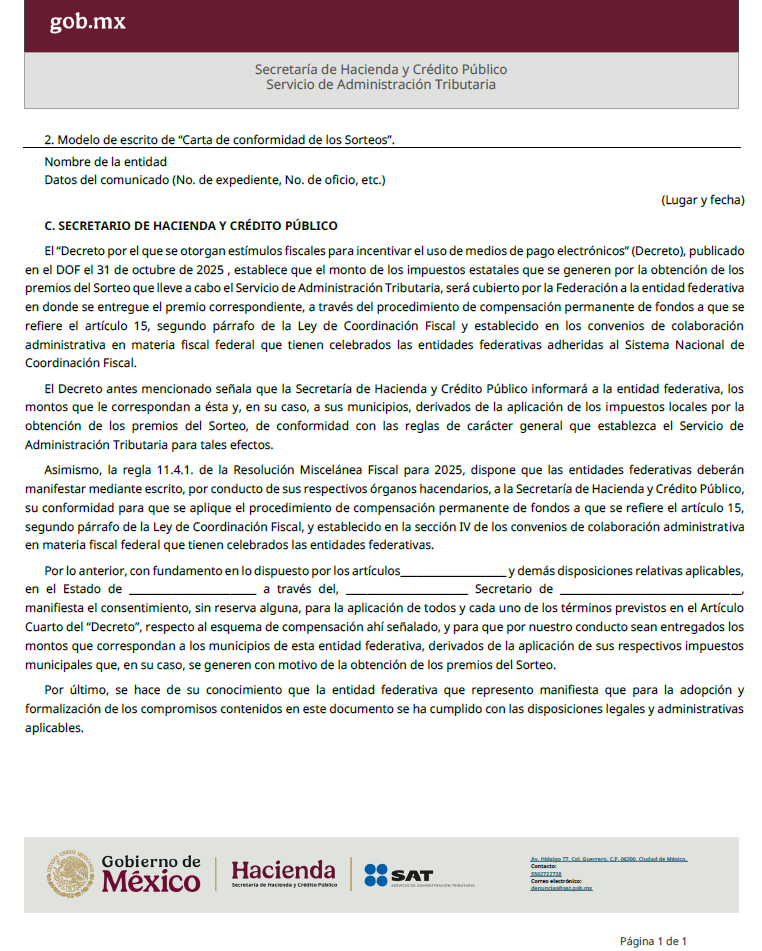 gob.mx
Secretaría de Hacienda y Crédito Público
Servicio de Administración Tributaria
2. Modelo de escrito de “Carta de conformidad de los Sorteos”.
Nombre de la entidad
Datos del comunicado (No. de expediente, No. de oficio, etc.)
(Lugar y fecha)
C. SECRETARIO DE HACIENDA Y CRÉDITO PÚBLICO
El “Decreto por el que se otorgan estímulos fiscales para incentivar el uso de medios de pago electrónicos” (Decreto), publicado
en el DOF el 31 de octubre de 2025 , establece que el monto de los impuestos estatales que se generen por la obtención de los
premios del Sorteo que lleve a cabo el Servicio de Administración Tributaria, será cubierto por la Federación a la entidad federativa
en donde se entregue el premio correspondiente, a través del procedimiento de compensación permanente de fondos a que se
refiere el artículo 15, segundo párrafo de la Ley de Coordinación Fiscal y establecido en los convenios de colaboración
administrativa en materia fiscal federal que tienen celebrados las entidades federativas adheridas al Sistema Nacional de
Coordinación Fiscal.
El Decreto antes mencionado señala que la Secretaría de Hacienda y Crédito Público informará a la entidad federativa, los
montos que le correspondan a ésta y, en su caso, a sus municipios, derivados de la aplicación de los impuestos locales por la
obtención de los premios del Sorteo, de conformidad con las reglas de carácter general que establezca el Servicio de
Administración Tributaria para tales efectos.
Asimismo, la regla 11.4.1. de la Resolución Miscelánea Fiscal para 2025, dispone que las entidades federativas deberán
manifestar mediante escrito, por conducto de sus respectivos órganos hacendarios, a la Secretaría de Hacienda y Crédito Público,
su conformidad para que se aplique el procedimiento de compensación permanente de fondos a que se refiere el artículo 15,
segundo párrafo de la Ley de Coordinación Fiscal, y establecido en la sección IV de los convenios de colaboración administrativa
en materia fiscal federal que tienen celebrados las entidades federativas.
Por lo anterior, con fundamento en lo dispuesto por los artículos__________________ y demás disposiciones relativas aplicables,
en el Estado de _____________________ a través del, ____________________ Secretario de ______________________________,
manifiesta el consentimiento, sin reserva alguna, para la aplicación de todos y cada uno de los términos previstos en el Artículo
Cuarto del “Decreto”, respecto al esquema de compensación ahí señalado, y para que por nuestro conducto sean entregados los
montos que correspondan a los municipios de esta entidad federativa, derivados de la aplicación de sus respectivos impuestos
municipales que, en su caso, se generen con motivo de la obtención de los premios del Sorteo.
Por último, se hace de su conocimiento que la entidad federativa que represento manifiesta que para la adopción y
formalización de los compromisos contenidos en este documento se ha cumplido con las disposiciones legales y administrativas
aplicables.
Gobierno de
México
Hacienda
Secretaría de Hacienda y Crédito Público
SAT
SERVICIO DE ADMINISTRACIÓN TRIBUTARIA
Av. Hidalgo 77, Col. Guerrero, C.P. 06300, Ciudad de México.
Contacto:
5562722728
Correo electrónico:
denuncias@sat.gob.mx
Página 1 de 1